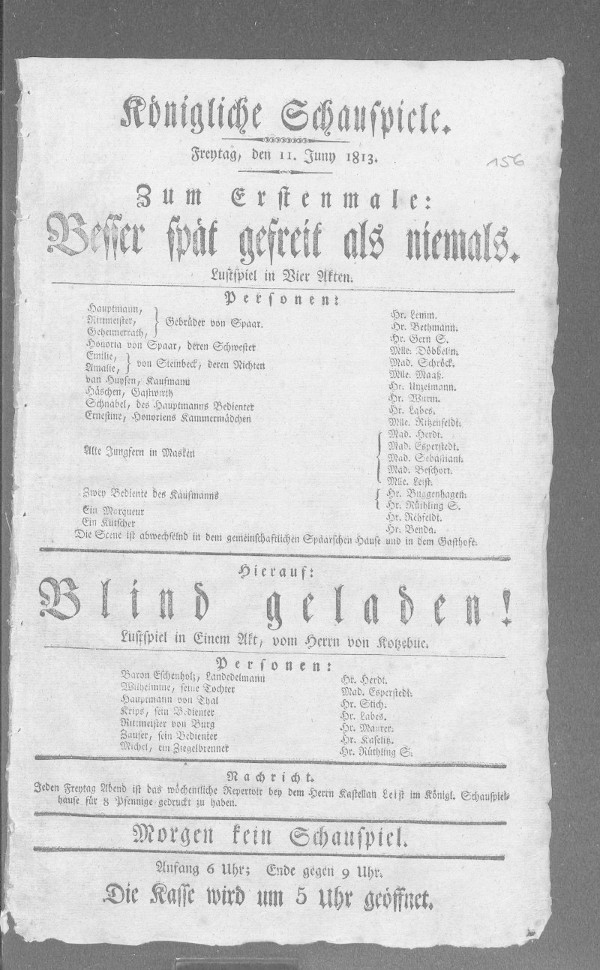 Königliche Schauspiele.
Freytag, den 11. Juny 1813.
156
Zum Erstenmale:
Besser spät gefreit als niemals.
Lustspiel in Vier Akten.
Personen:
Hauptmann, Hr. Lemm.
Rittmeister, } Gebrüder von Spaar. Hr. Bethmann.
Geheimerrath, Hr. Gern S.
Honoria von Spaar, deren Schwester Mlle. Döbbelin.
Emilie, } von Steinbeck, deren Nichten Mad. Schröck.
Amalie, Mlle. Maaß.
van Huysen, Kaufmann Hr. Unzelmann.
Häschen, Gastwirth Hr. Wurm.
Schnabel, des Hauptmanns Bedienter Hr. Labes.
Ernestine, Honoriens Kammermädchen Mlle. Ritzenfeldt.
Alte Jungfern in Masken { Mad. Herdt.
Mad. Esperstedt.
Mad. Sebastiani.
Mad. Beschort.
Mlle. Leist.
Zwey Bediente des Kaufmanns { Hr. Buggenhagen.
Hr. Rüthling S.
Ein Marqueur Hr. Rehfeldt.
Ein Kutscher Hr. Benda.
Die Scene ist abwechselnd in dem gemeinschaftlichen Spaarschen Hause und in dem Gasthofe.
Hierauf:
Blind geladen!
Lustspiel in Einem Akt, vom Herrn von Kotzebue.
Personen:
Baron Eschenholz, Landedelmann Hr. Herdt.
Wilhelmine, seine Tochter Mad. Esperstedt.
Hauptmann von Thal Hr. Stich.
Krips, sein Bedienter Hr. Labes.
Rittmeister von Burg Hr. Maurer.
Zauser, sein Bedienter Hr. Kaselitz.
Michel, ein Ziegelbrenner Hr. Rüthling S.
Nachricht.
Jeden Freytag Abend ist das wöchentliche Repertoir bey dem Herrn Kastellan Leist im Königl. Schauspiel-
hause für 8 Pfennige gedruckt zu haben.
Morgen kein Schauspiel.
Anfang 6 Uhr; Ende gegen 9 Uhr.
Die Kasse wird um 5 Uhr geöffnet.